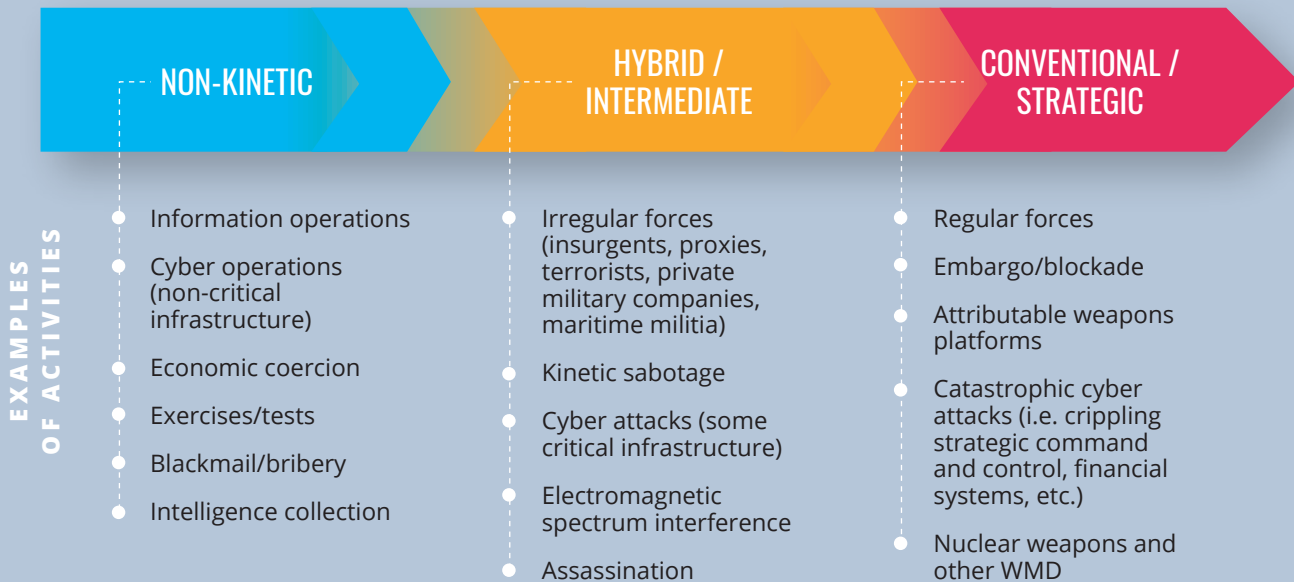 NON-KINETIC
HYBRID /
INTERMEDIATE
CONVENTIONAL /
STRATEGIC
EXAMPLES
OF ACTIVITIES
Information operations
Cyber operations
(non-critical
infrastructure)
Economic coercion
Exercises/tests
Blackmail/bribery
Intelligence collection
Irregular forces
(insurgents, proxies,
terrorists, private
military companies,
maritime militia)
Kinetic sabotage
Cyber attacks (some
critical infrastructure)
Electromagnetic
spectrum interference
Assassination
Regular forces
Embargo/blockade
Attributable weapons
platforms
Catastrophic cyber
attacks (i.e. crippling
strategic command
and control, financial
systems, etc.)
Nuclear weapons and
other WMD